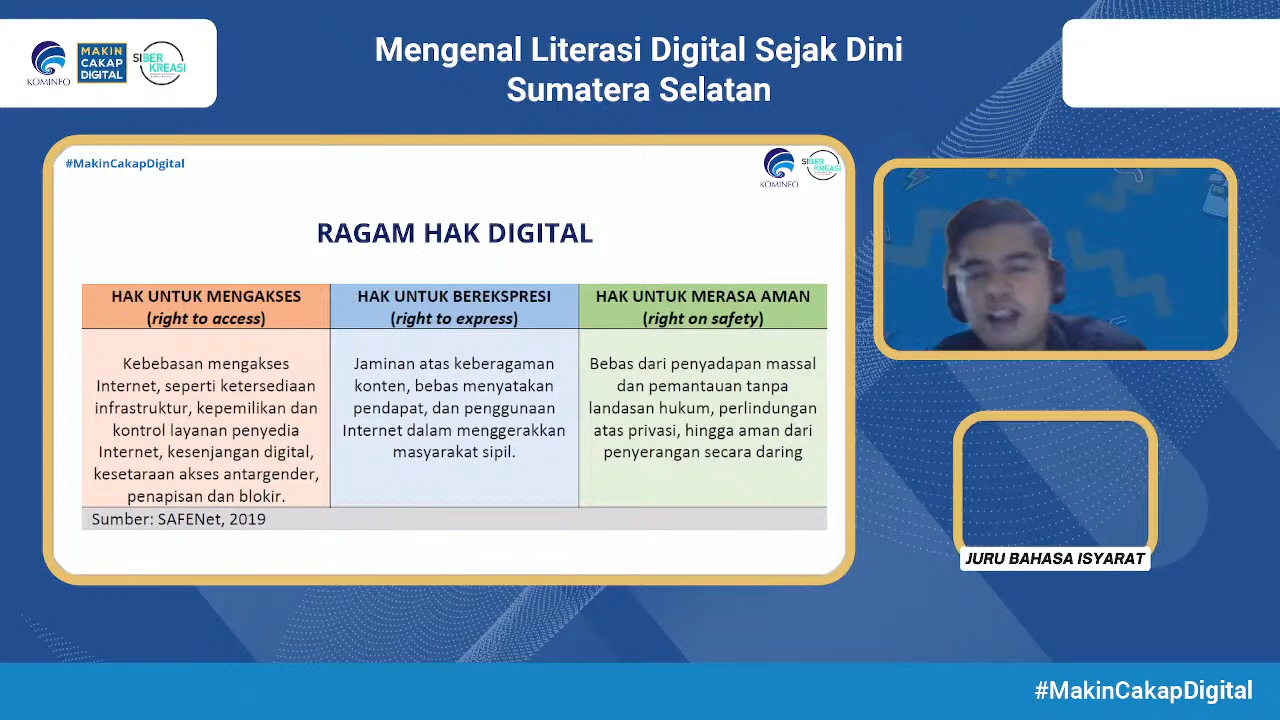 KOMINFO
MAKIN
CAKAP
DIGITAL
SIBER
KREASI
Mengenal Literasi Digital Sejak Dini
Sumatera Selatan
#MakinCakapDigital
KOMINFO
SIBER
KREASI
RAGAM HAK DIGITAL
HAK UNTUK MENGAKSES
(right to access)
Kebebasan mengakses
Internet, seperti ketersediaan
infrastruktur, kepemilikan dan
kontrol layanan penyedia
Internet, kesenjangan digital,
kesetaraan akses antargender,
penapisan dan blokir.
HAK UNTUK BEREKSPRESI
(right to express)
Jaminan atas keberagaman
konten, bebas menyatakan
pendapat, dan penggunaan
Internet dalam menggerakkan
masyarakat sipil.
HAK UNTUK MERASA AMAN
(right on safety)
Bebas dari penyadapan massal
dan pemantauan tanpa
landasan hukum, perlindungan
atas privasi, hingga aman dari
penyerangan secara daring
Sumber: SAFENet, 2019
JURU BAHASA ISYARAT
#MakinCakapDigital